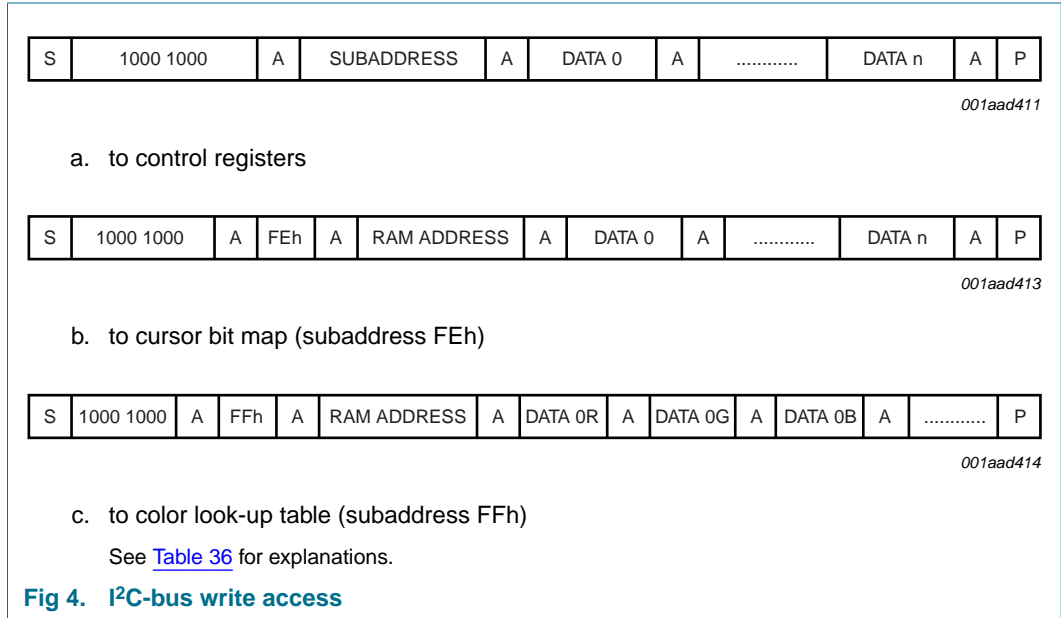 S 1000 1000 A SUBADDRESS A DATA 0 A ............ DATA n A P
001aad411
a. to control registers
S 1000 1000 A FEh A RAM ADDRESS A DATA 0 A ............ DATA n A P
001aad413
b. to cursor bit map (subaddress FEh)
S 1000 1000 A FFh A RAM ADDRESS A DATA 0R A DATA 0G A DATA 0B A ............ P
001aad414
c. to color look-up table (subaddress FFh)
See Table 36 for explanations.
Fig 4. I²C-bus write access